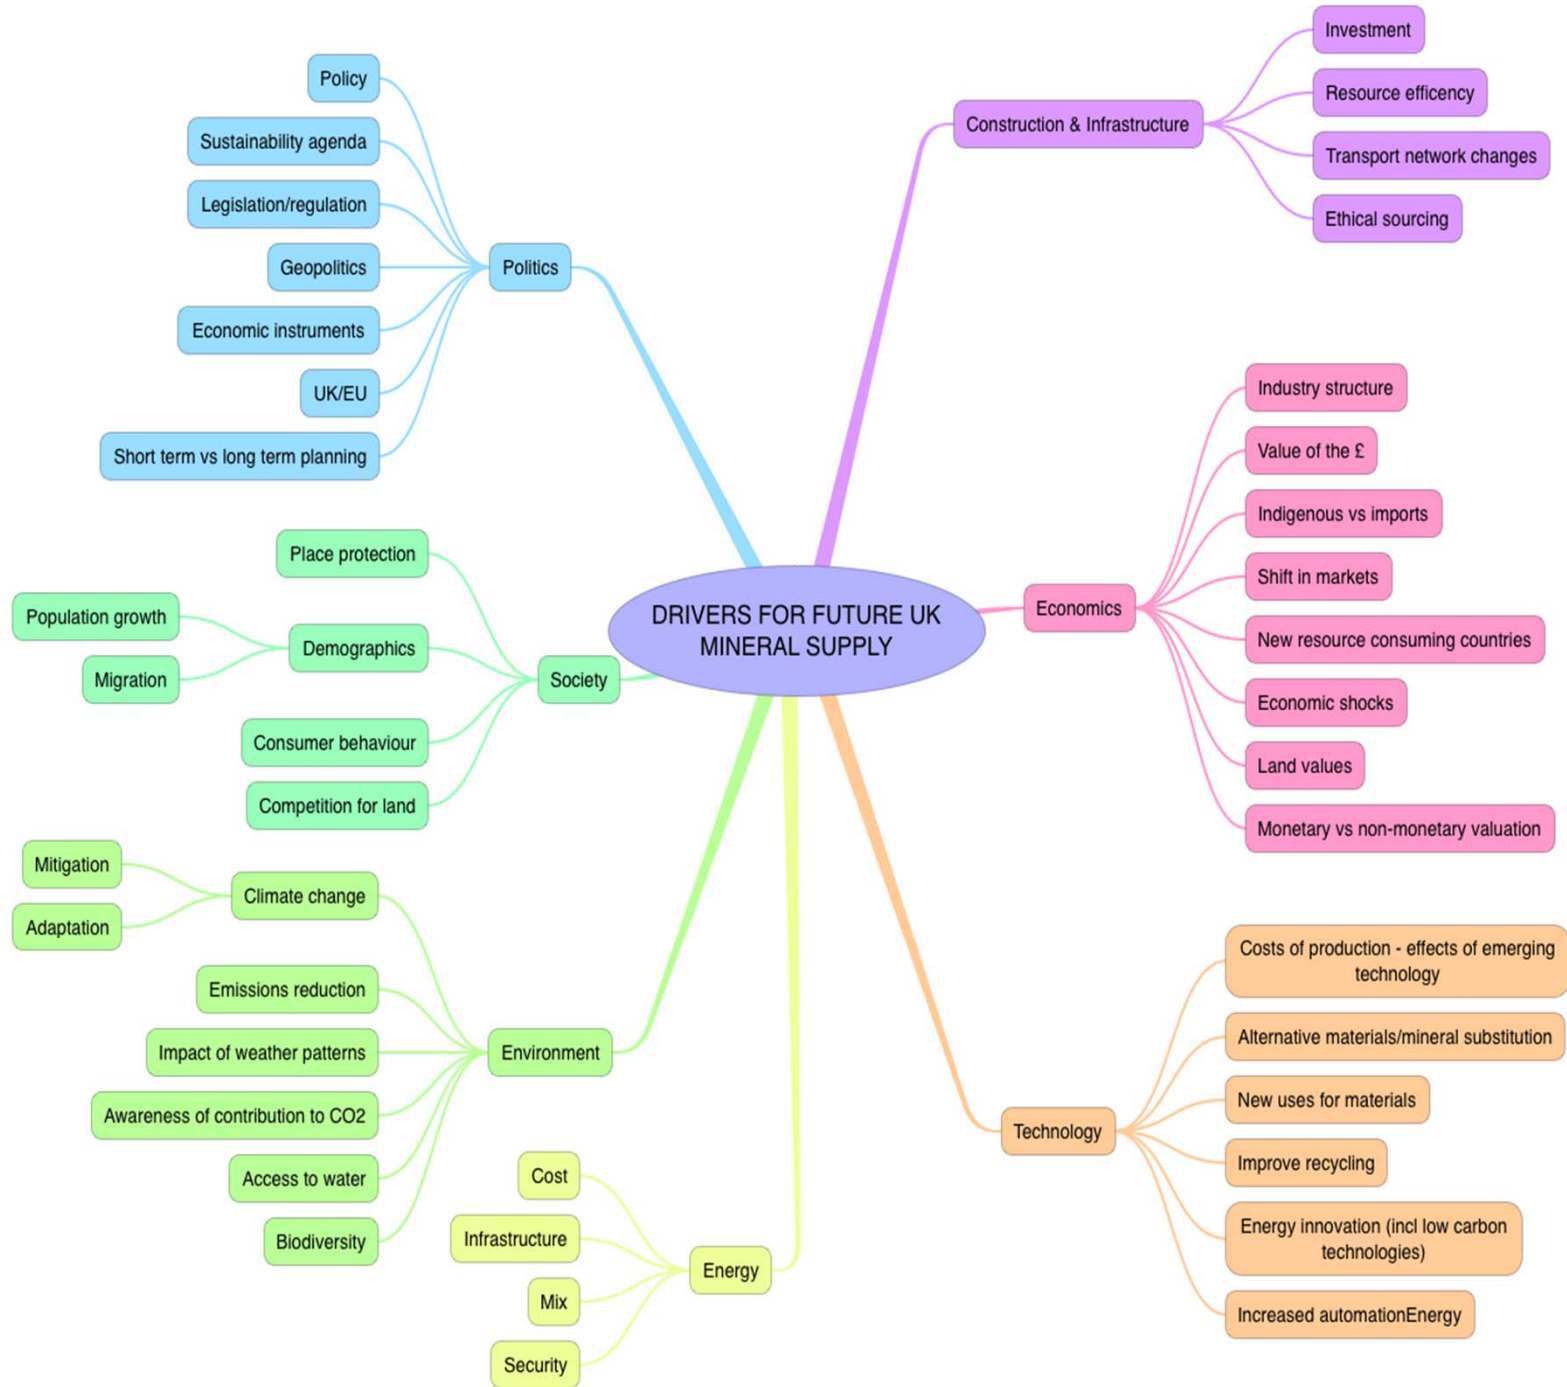 DRIVERS FOR FUTURE UK
MINERAL SUPPLY
Politics
Policy
Sustainability agenda
Legislation/regulation
Geopolitics
Economic instruments
UK/EU
Short term vs long term planning
Society
Place protection
Demographics
Population growth
Migration
Consumer behaviour
Competition for land
Environment
Climate change
Mitigation
Adaptation
Emissions reduction
Impact of weather patterns
Awareness of contribution to CO2
Access to water
Biodiversity
Energy
Cost
Infrastructure
Mix
Security
Construction & Infrastructure
Investment
Resource efficency
Transport network changes
Ethical sourcing
Economics
Industry structure
Value of the £
Indigenous vs imports
Shift in markets
New resource consuming countries
Economic shocks
Land values
Monetary vs non-monetary valuation
Technology
Costs of production - effects of emerging
technology
Alternative materials/mineral substitution
New uses for materials
Improve recycling
Energy innovation (incl low carbon
technologies)
Increased automationEnergy